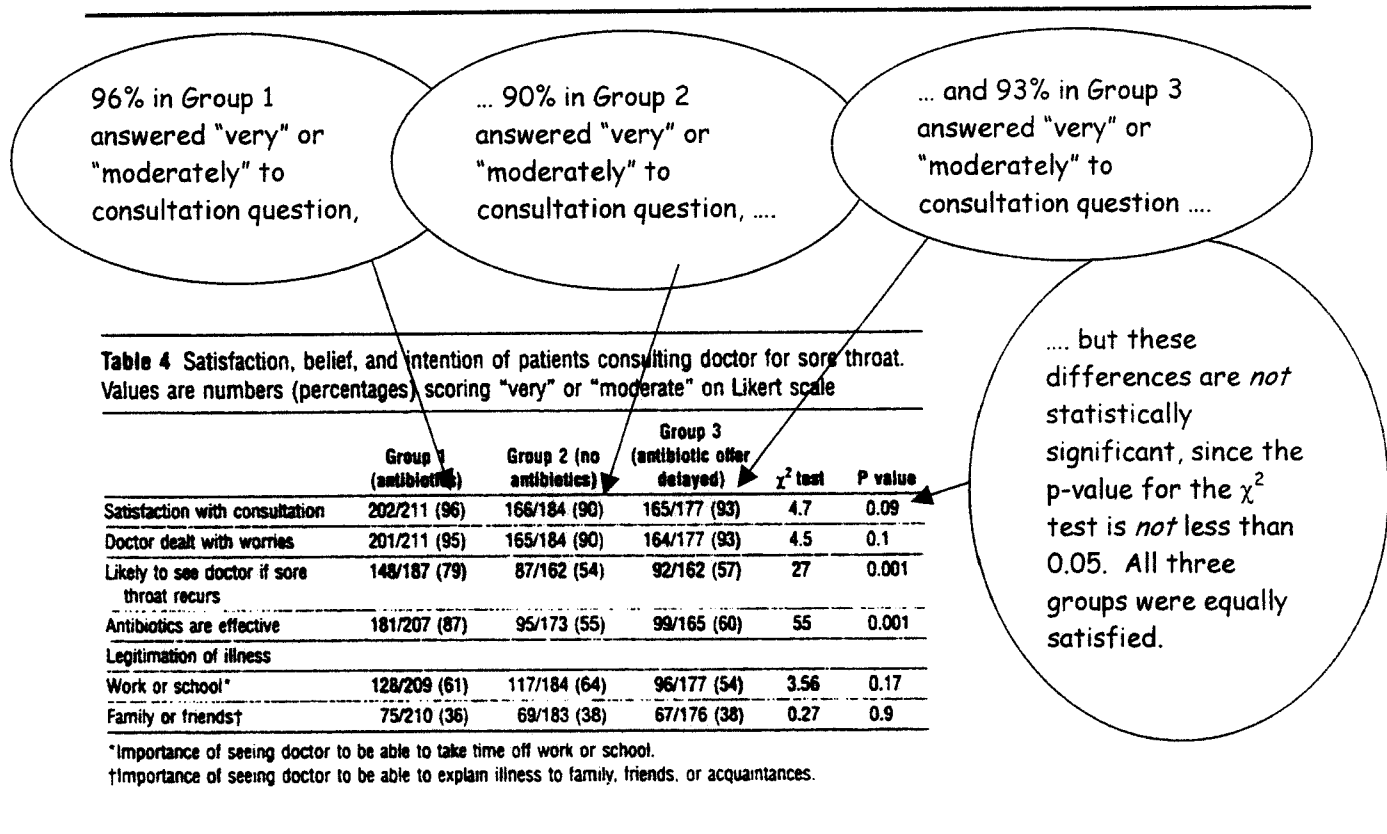 96% in Group 1
answered “very” or
“moderately” to
consultation question,
... 90% in Group 2
answered “very” or
“moderately” to
consultation question, ....
... and 93% in Group 3
answered “very” or
“moderately” to
consultation question ....
.... but these
differences are not
statistically
significant, since the
p-value for the χ²
test is not less than
0.05. All three
groups were equally
satisfied.
Table 4 Satisfaction, belief, and intention of patients consulting doctor for sore throat.
Values are numbers (percentages) scoring “very” or “moderate” on Likert scale
Group 3
Group 1 Group 2 (no (antibiotic offer
(antibiotics) antibiotics) delayed) χ² test P value
Satisfaction with consultation 202/211 (96) 166/184 (90) 165/177 (93) 4.7 0.09
Doctor dealt with worries 201/211 (95) 165/184 (90) 164/177 (93) 4.5 0.1
Likely to see doctor if sore 148/187 (79) 87/162 (54) 92/162 (57) 27 0.001
throat recurs
Antibiotics are effective 181/207 (87) 95/173 (55) 99/165 (60) 55 0.001
Legitimation of illness
Work or school* 128/209 (61) 117/184 (64) 96/177 (54) 3.56 0.17
Family or friends† 75/210 (36) 69/183 (38) 67/176 (38) 0.27 0.9
*Importance of seeing doctor to be able to take time off work or school.
†Importance of seeing doctor to be able to explain illness to family, friends, or acquaintances.